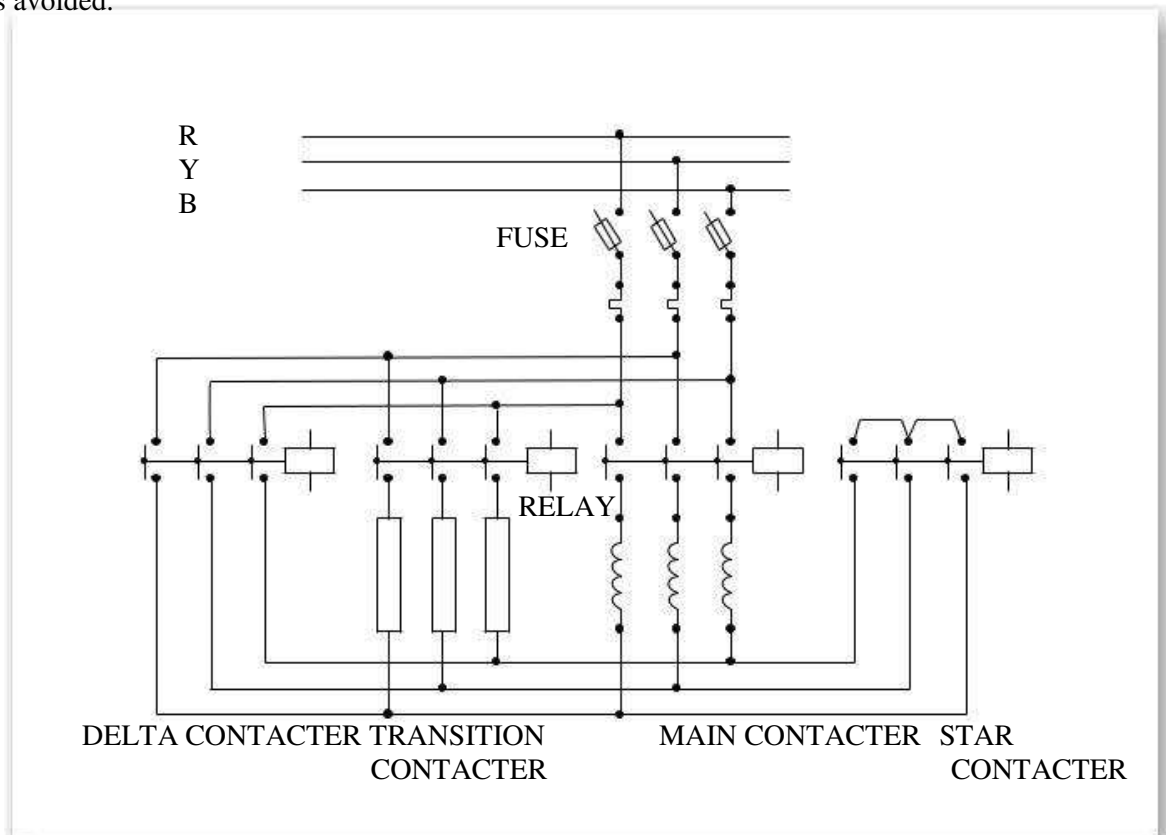 s avoided.
R
Y
B
FUSE
RELAY
DELTA CONTACTER TRANSITION MAIN CONTACTER STAR
CONTACTER CONTACTER